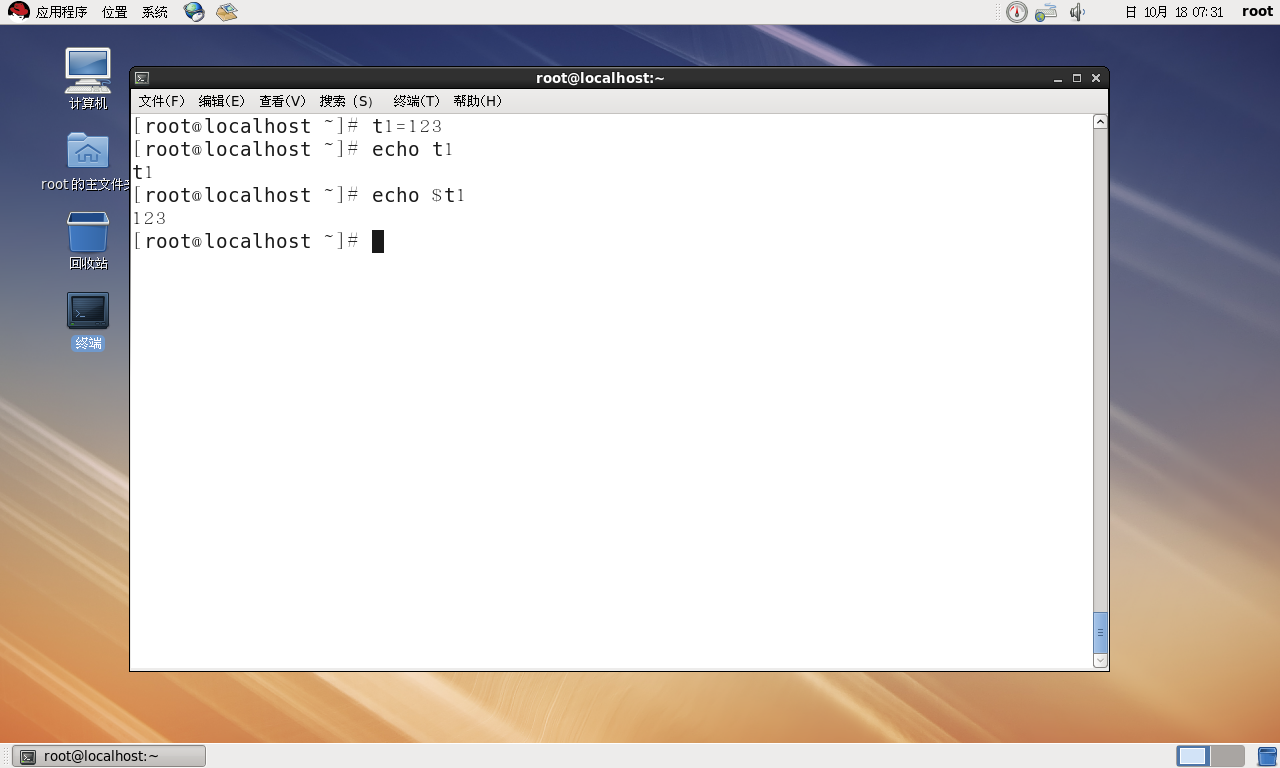 应用程序 位置 系统 日 10月 18 07:31 root
计算机
root 的主文件夹
回收站
终端
root@localhost:~
文件(F) 编辑(E) 查看(V) 搜索 (S) 终端(T) 帮助(H)
[root@localhost ~]# t1=123
[root@localhost ~]# echo t1
t1
[root@localhost ~]# echo $t1
123
[root@localhost ~]#
root@localhost:~